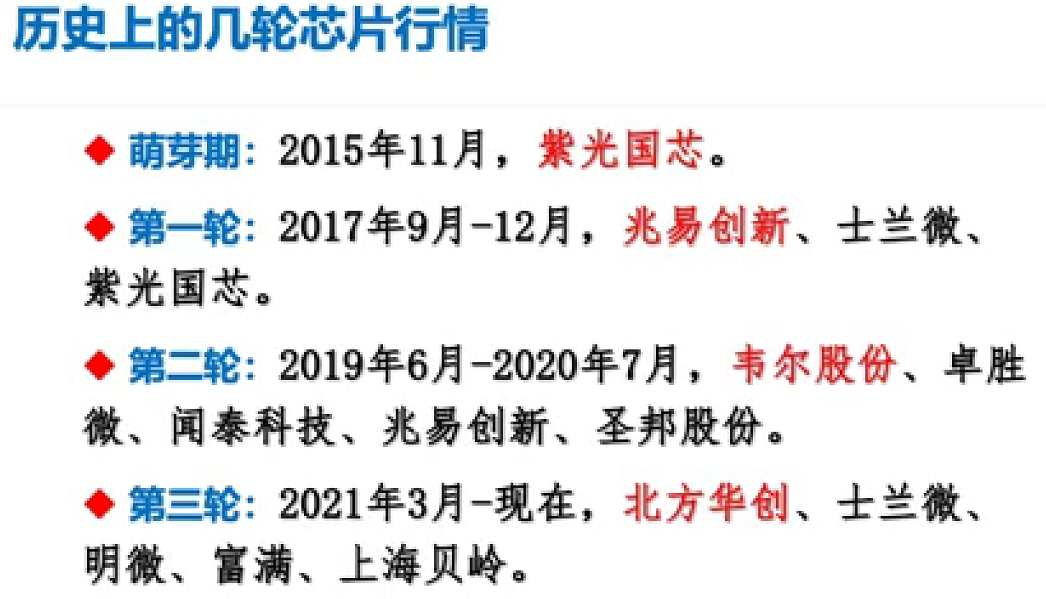 历史上的几轮芯片行情
◆ 萌芽期：2015年11月，紫光国芯。
◆ 第一轮：2017年9月-12月，兆易创新、士兰微、
紫光国芯。
◆ 第二轮：2019年6月-2020年7月，韦尔股份、卓胜
微、闻泰科技、兆易创新、圣邦股份。
◆ 第三轮：2021年3月-现在，北方华创、士兰微、
明微、富满、上海贝岭。